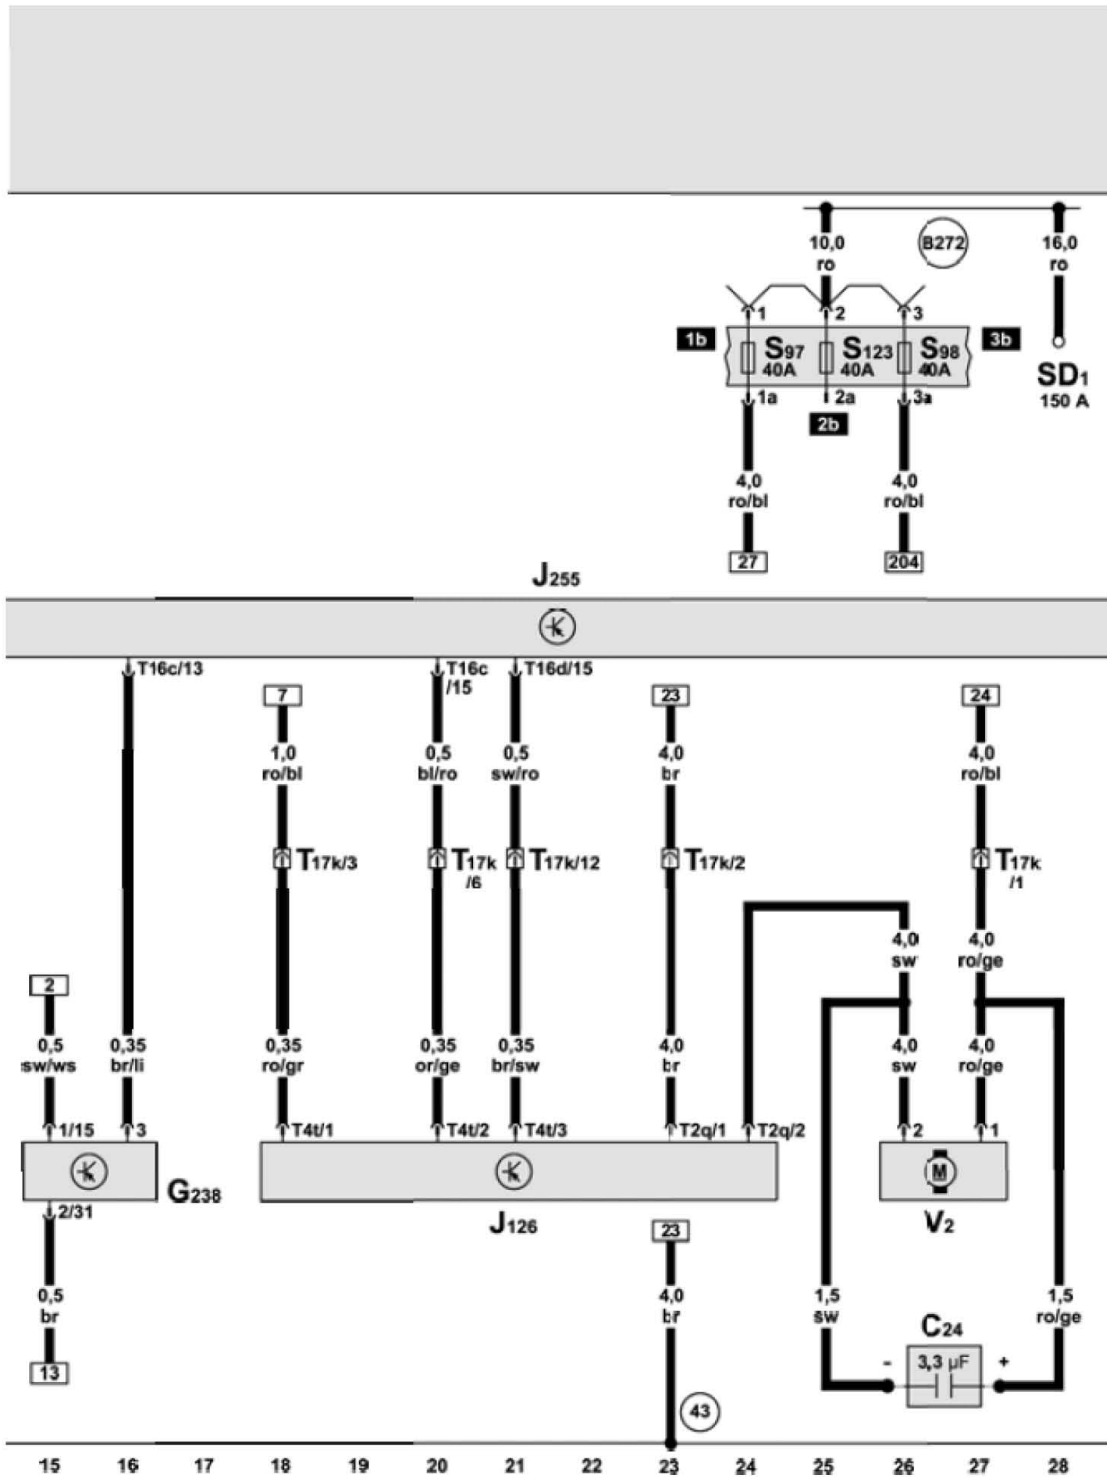 10,0
ro
B272
16,0
ro
1 2 3
1b
S97
40A
S123
40A
S98
40A
3b
SD1
150 A
1a 2a 3a
2b
4,0
ro/bl
4,0
ro/bl
27
204
J255
T16c/13
T16c
/15
T16d/15
7
23
24
1,0
ro/bl
0,5
bl/ro
0,5
sw/ro
4,0
br
4,0
ro/bl
T17k/3
T17k
/6
T17k/12
T17k/2
T17k
/1
4,0
sw
4,0
ro/ge
2
0,5
sw/ws
0,35
br/li
0,35
ro/gr
0,35
or/ge
0,35
br/sw
4,0
br
4,0
sw
4,0
ro/ge
1/15
3
T4t/1
T4t/2
T4t/3
T2q/1
T2q/2
2
1
M
G238
2/31
J126
V2
23
0,5
br
4,0
br
1,5
sw
1,5
ro/ge
C24
3,3 µF
- +
13
43
15 16 17 18 19 20 21 22 23 24 25 26 27 28